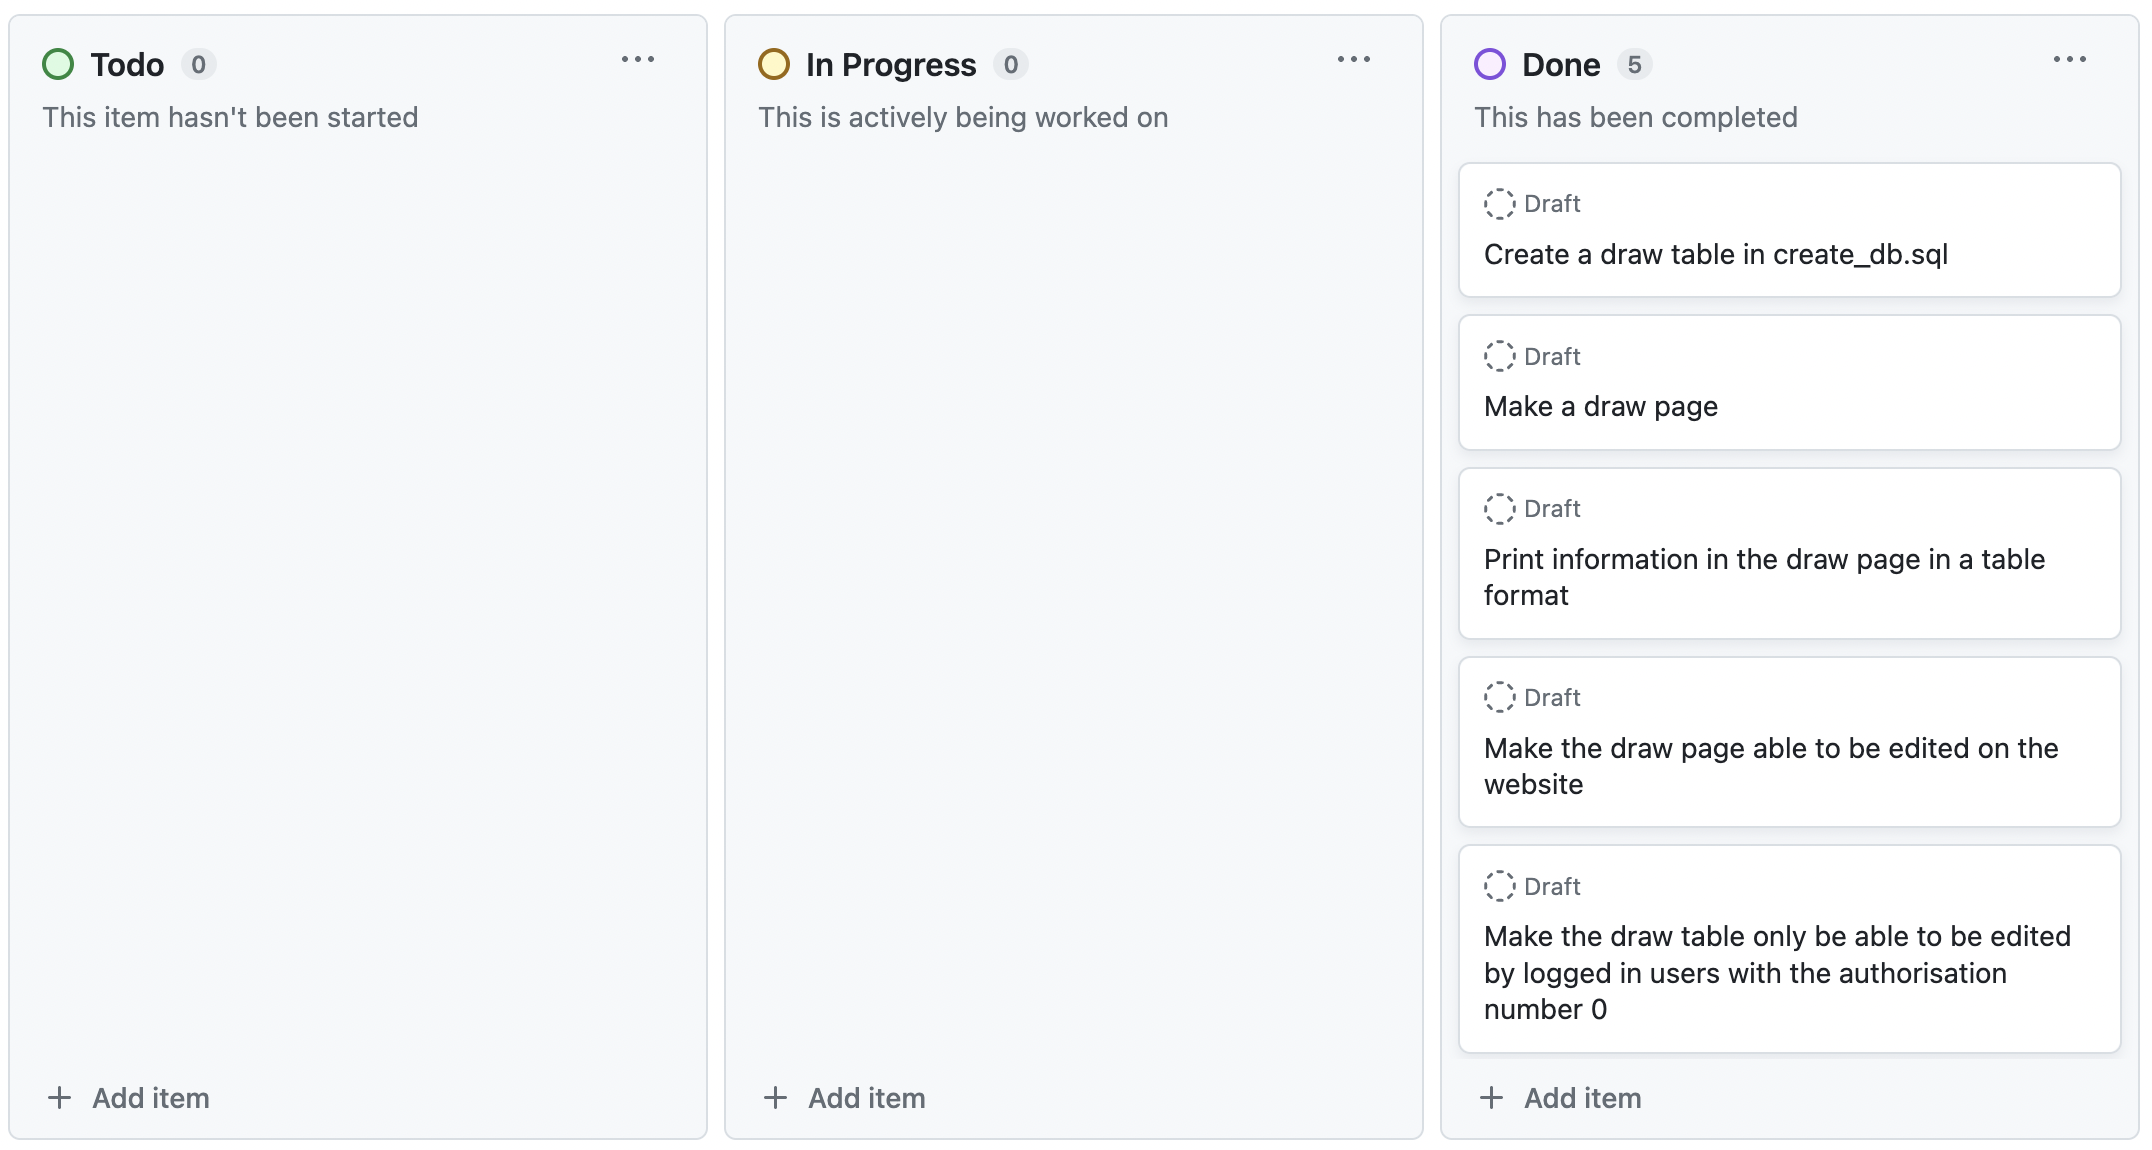 Todo 0
This item hasn't been started
Add item
In Progress 0
This is actively being worked on
Add item
Done 5
This has been completed
Draft
Create a draw table in create_db.sql
Draft
Make a draw page
Draft
Print information in the draw page in a table
format
Draft
Make the draw page able to be edited on the
website
Draft
Make the draw table only be able to be edited
by logged in users with the authorisation
number 0
Add item